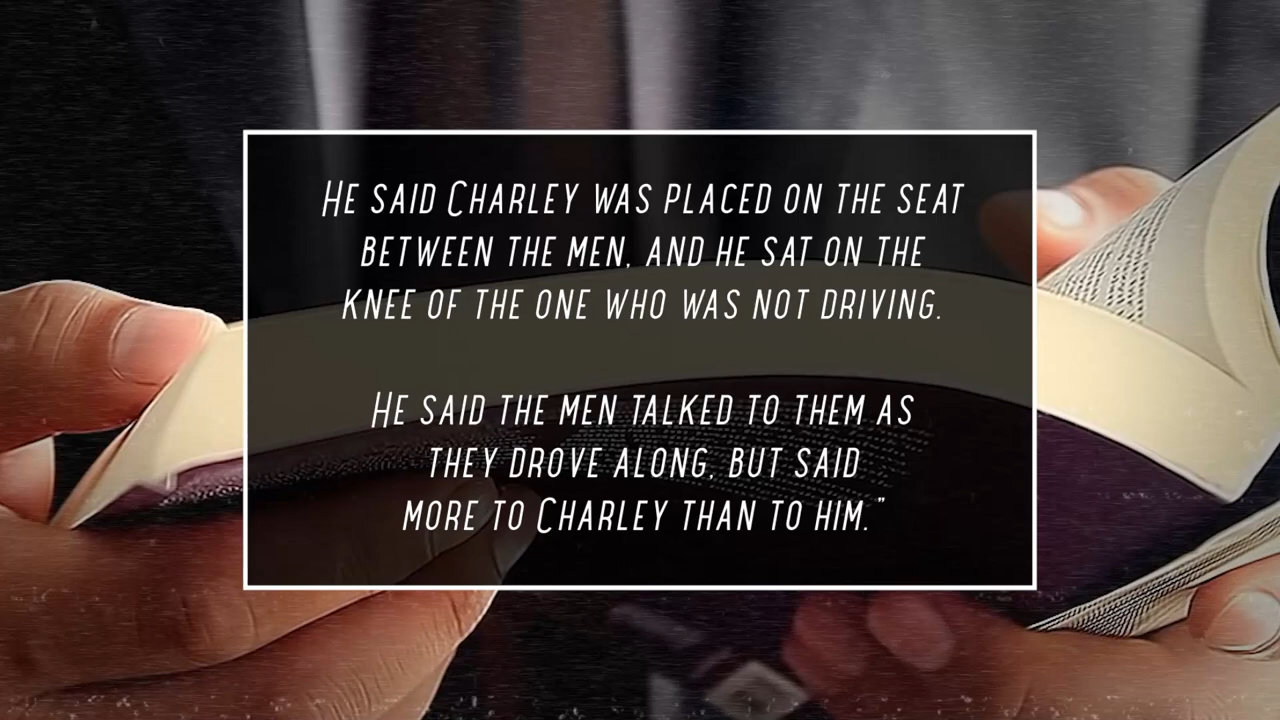 He said Charley was placed on the seat
between the men, and he sat on the
knee of the one who was not driving.
He said the men talked to them as
they drove along, but said
more to Charley than to him."